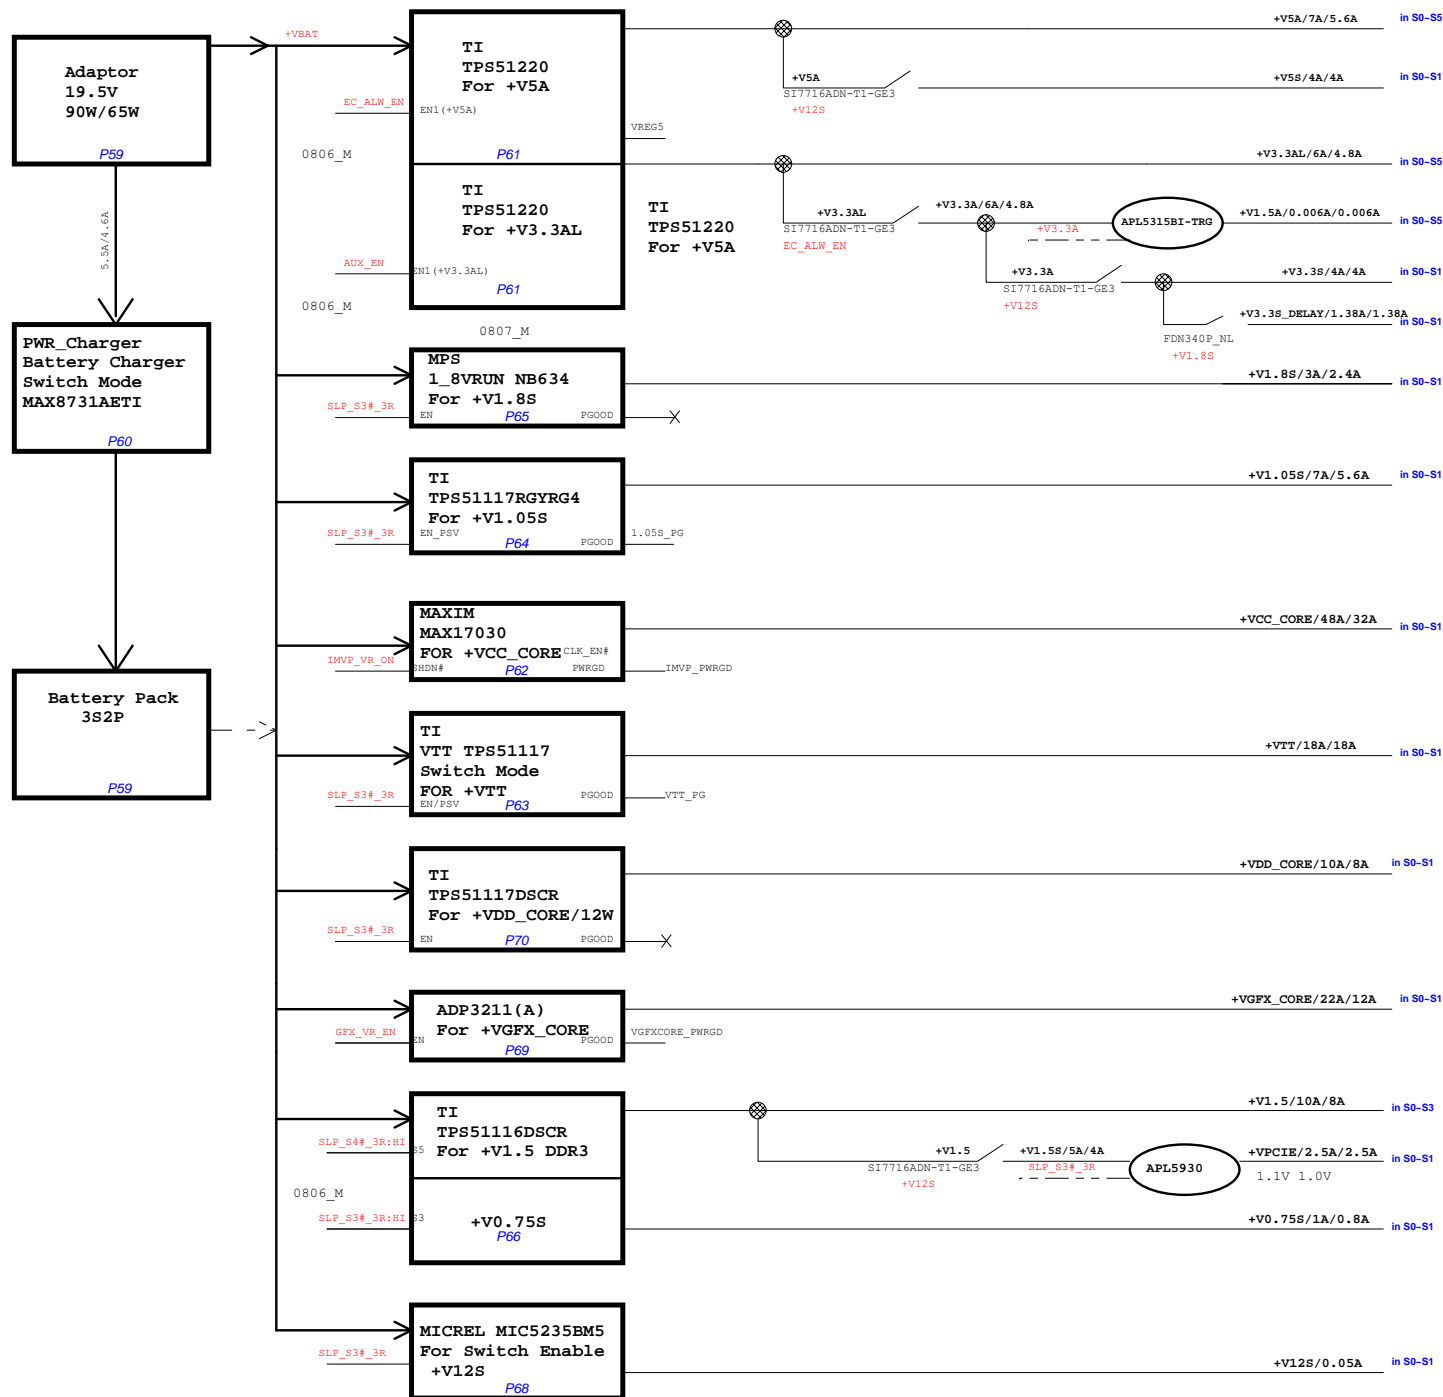 Adaptor
19.5V
90W/65W
P59
5.5A/4.6A
PWR_Charger
Battery Charger
Switch Mode
MAX8731AETI
P60
Battery Pack
3S2P
P59
+VBAT
TI
TPS51220
For +V5A
EC_ALW_EN
EN1(+V5A)
VREG5
0806_M
P61
TI
TPS51220
For +V3.3AL
AUX_EN
EN1(+V3.3AL)
P61
0806_M
TI
TPS51220
For +V5A
0807_M
+V5A/7A/5.6A
in S0~S5
+V5A
SI7716ADN-T1-GE3
+V12S
+V5S/4A/4A
in S0~S1
+V3.3AL/6A/4.8A
in S0~S5
+V3.3AL
SI7716ADN-T1-GE3
EC_ALW_EN
+V3.3A/6A/4.8A
+V3.3A
APL5315BI-TRG
+V1.5A/0.006A/0.006A
in S0~S5
+V3.3A
SI7716ADN-T1-GE3
+V12S
+V3.3S/4A/4A
in S0~S1
FDN340P_NL
+V1.8S
+V3.3S_DELAY/1.38A/1.38A
in S0~S1
MPS
1_8VRUN NB634
For +V1.8S
SLP_S3#_3R
EN
P65
PGOOD
+V1.8S/3A/2.4A
in S0~S1
TI
TPS51117RGYRG4
For +V1.05S
SLP_S3#_3R
EN_PSV
P64
PGOOD
1.05S_PG
+V1.05S/7A/5.6A
in S0~S1
MAXIM
MAX17030
FOR +VCC_CORE
CLK_EN#
IMVP_VR_ON
SHDN#
P62
PWRGD
IMVP_PWRGD
+VCC_CORE/48A/32A
in S0~S1
TI
VTT TPS51117
Switch Mode
FOR +VTT
SLP_S3#_3R
EN/PSV
P63
PGOOD
VTT_PG
+VTT/18A/18A
in S0~S1
TI
TPS51117DSCR
For +VDD_CORE/12W
SLP_S3#_3R
EN
P70
PGOOD
+VDD_CORE/10A/8A
in S0~S1
ADP3211(A)
For +VGFX_CORE
GFX_VR_EN
EN
P69
PGOOD
VGFXCORE_PWRGD
+VGFX_CORE/22A/12A
in S0~S1
TI
TPS51116DSCR
For +V1.5 DDR3
SLP_S4#_3R:HI
S5
0806_M
SLP_S3#_3R:HI
S3
+V0.75S
P66
+V1.5/10A/8A
in S0~S3
+V1.5
SI7716ADN-T1-GE3
+V12S
+V1.5S/5A/4A
SLP_S3#_3R
APL5930
+VPCIE/2.5A/2.5A
in S0~S1
1.1V 1.0V
+V0.75S/1A/0.8A
in S0~S1
MICREL MIC5235BM5
For Switch Enable
+V12S
SLP_S3#_3R
P68
+V12S/0.05A
in S0~S1